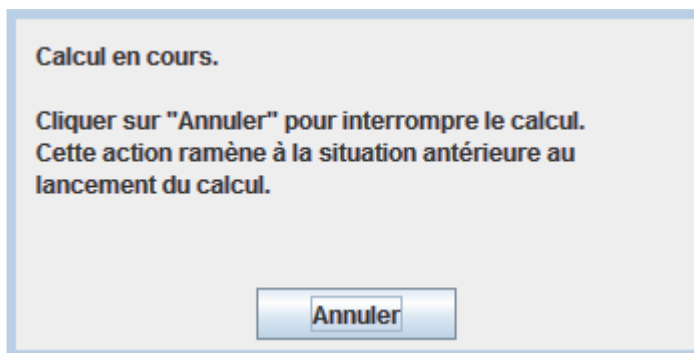 Calcul en cours.
Cliquer sur "Annuler" pour interrompre le calcul.
Cette action ramène à la situation antérieure au
lancement du calcul.
Annuler